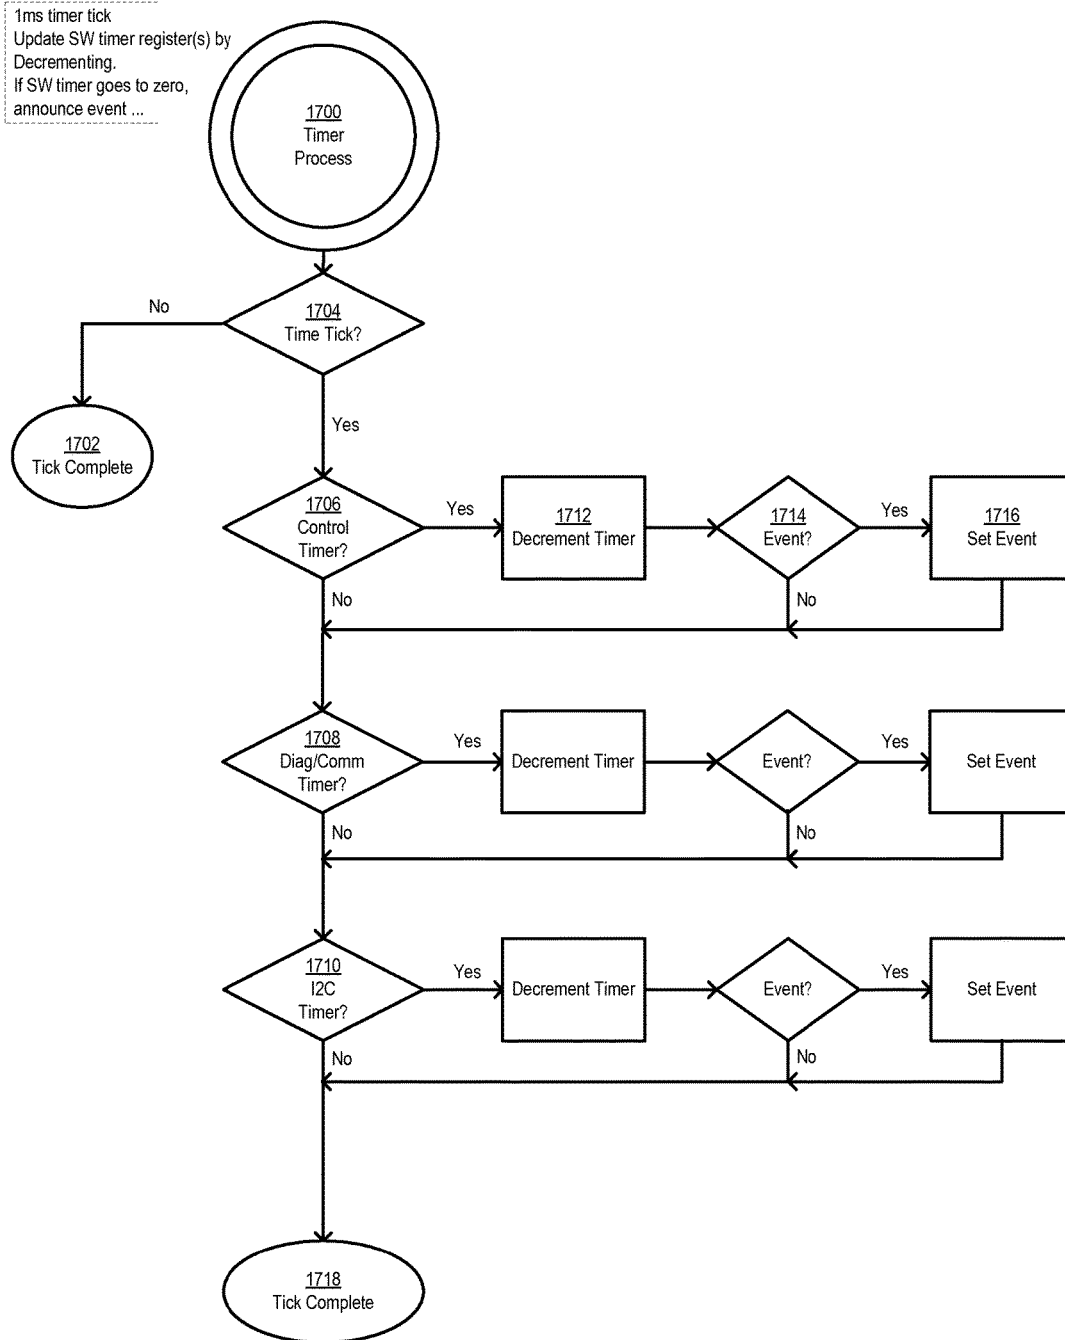 1ms timer tick
Update SW timer register(s) by
Decrementing.
If SW timer goes to zero,
announce event ...
1700
Timer
Process
No
1704
Time Tick?
1702
Tick Complete
Yes
1706
Control
Timer?
Yes
1712
Decrement Timer
1714
Event?
Yes
1716
Set Event
No
No
1708
Diag/Comm
Timer?
Yes
Decrement Timer
Event?
Yes
Set Event
No
No
1710
I2C
Timer?
Yes
Decrement Timer
Event?
Yes
Set Event
No
No
1718
Tick Complete